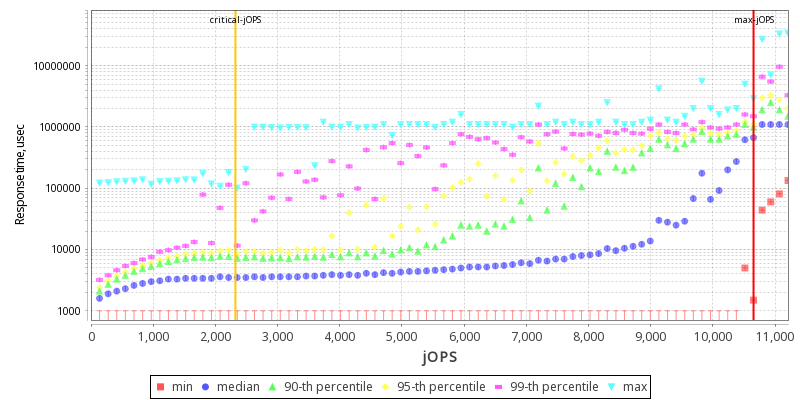 critical-jOPS
max-jOPS
10000000
1000000
100000
10000
1000
Response time, usec
0
1,000
2,000
3,000
4,000
5,000
6,000
7,000
8,000
9,000
10,000
11,000
jOPS
min
median
90-th percentile
95-th percentile
99-th percentile
max